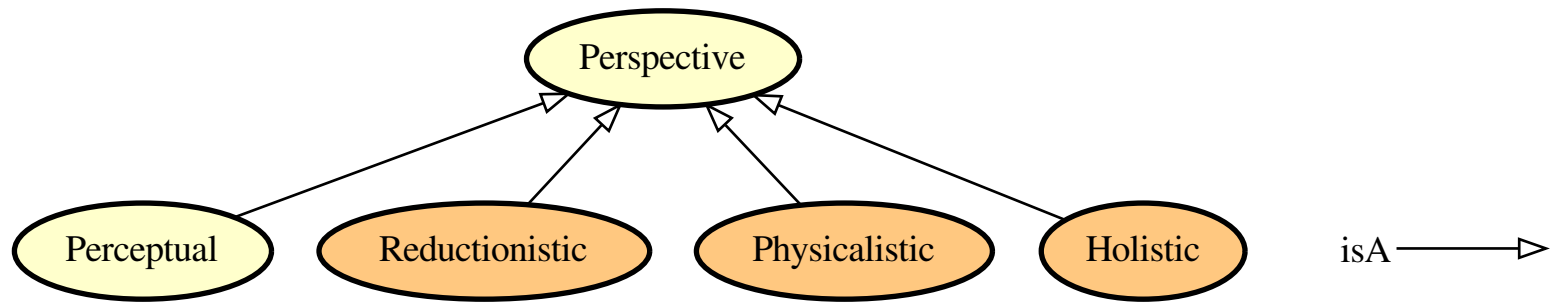 Perspective
Perceptual
Reductionistic
Physicalistic
Holistic
isA